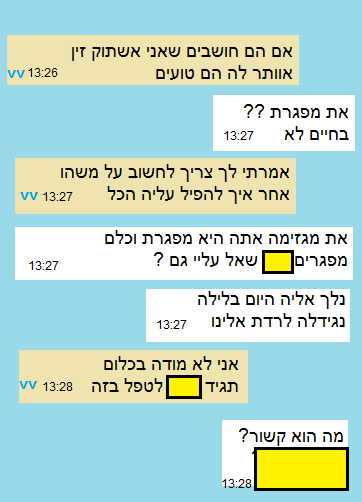 אם הם חושבים שאני אשתוק זין
אוותר לה הם טועים
13:26 vv
את מפגרת ??
בחיים לא
13:27
אמרתי לך צריך לחשוב על משהו
אחר איך להפיל עליה הכל
13:27 vv
את מגזימה אתה היא מפגרת וכלם
מפגרים שאל עליי גם ?
13:27
נלך אליה היום בלילה
נגידלה לרדת אלינו
13:27
אני לא מודה בכלום
תגיד לטפל בזה
13:28 vv
מה הוא קשור?
13:28